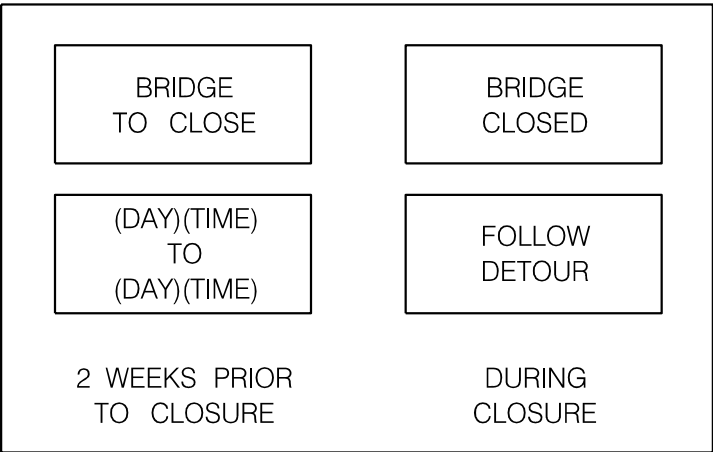 BRIDGE
TO CLOSE
(DAY)(TIME)
TO
(DAY)(TIME)
2 WEEKS PRIOR
TO CLOSURE
BRIDGE
CLOSED
FOLLOW
DETOUR
DURING
CLOSURE